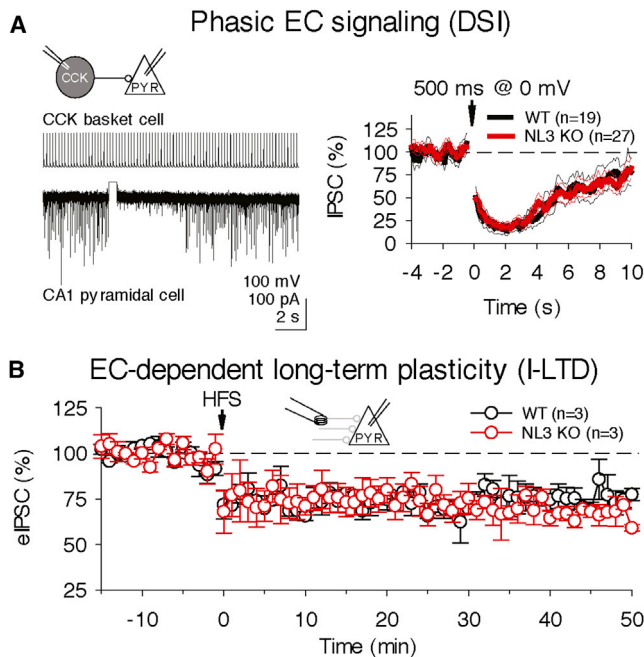 A
Phasic EC signaling (DSI)
CCK
PYR
CCK basket cell
CA1 pyramidal cell
100 mV
100 pA
2 s
500 ms @ 0 mV
WT (n=19)
NL3 KO (n=27)
IPSC (%)
125
100
75
50
25
0
-4 -2 0 2 4 6 8 10
Time (s)
B
EC-dependent long-term plasticity (I-LTD)
HFS
PYR
WT (n=3)
NL3 KO (n=3)
eIPSC (%)
125
100
75
50
25
-10 0 10 20 30 40 50
Time (min)